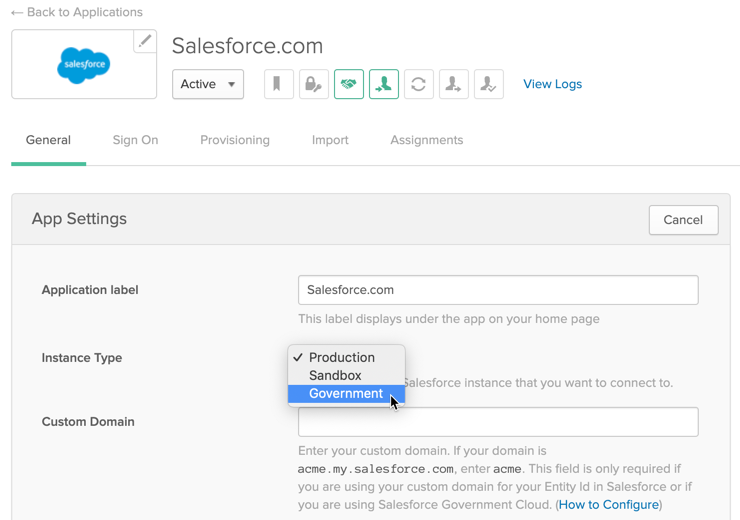 ← Back to Applications
salesforce
Salesforce.com
Active
View Logs
General
Sign On
Provisioning
Import
Assignments
App Settings
Cancel
Application label
Salesforce.com
This label displays under the app on your home page
Instance Type
✓ Production
Sandbox
Government
Salesforce instance that you want to connect to.
Custom Domain
Enter your custom domain. If your domain is
acme.my.salesforce.com, enter acme. This field is only required if
you are using your custom domain for your Entity Id in Salesforce or if
you are using Salesforce Government Cloud. (How to Configure)